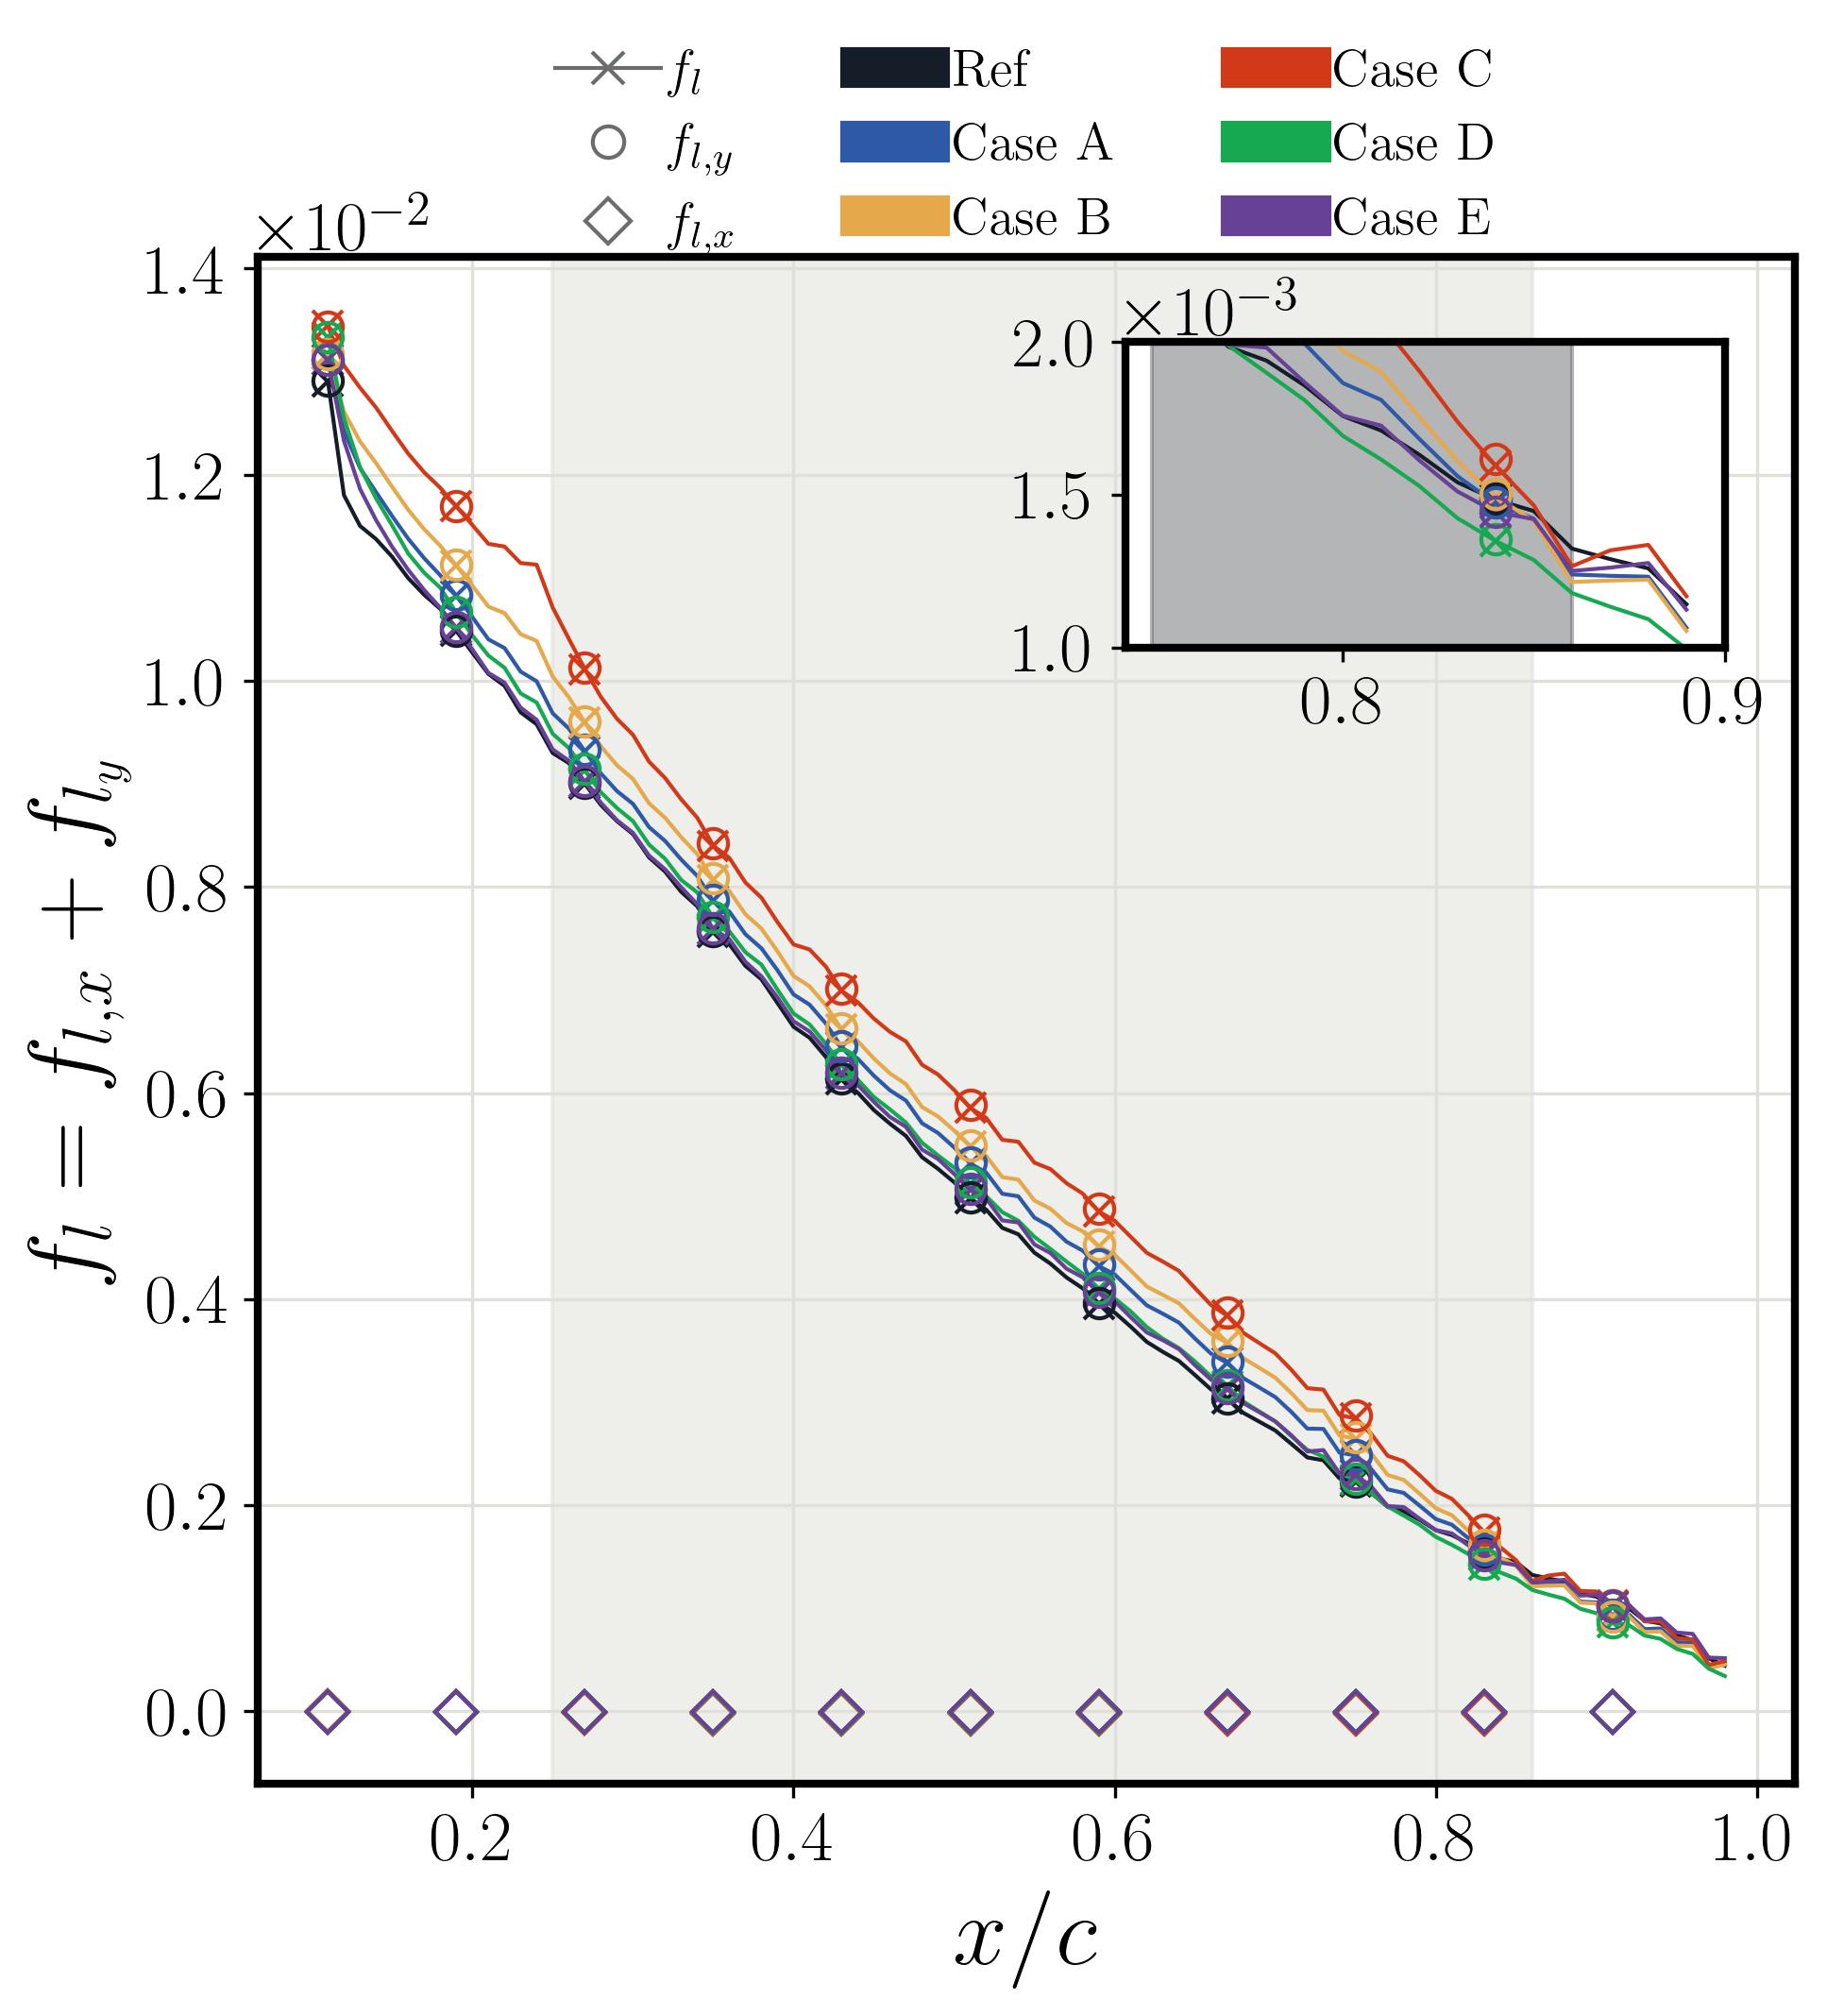 f_l Ref Case C
f_{l,y} Case A Case D
f_{l,x} Case B Case E
×10⁻²
1.4
1.2
1.0
0.8
0.6
0.4
0.2
0.0
f_l = f_{l,x} + f_{l_y}
×10⁻³
2.0
1.5
1.0
0.8 0.9
0.2 0.4 0.6 0.8 1.0
x/c